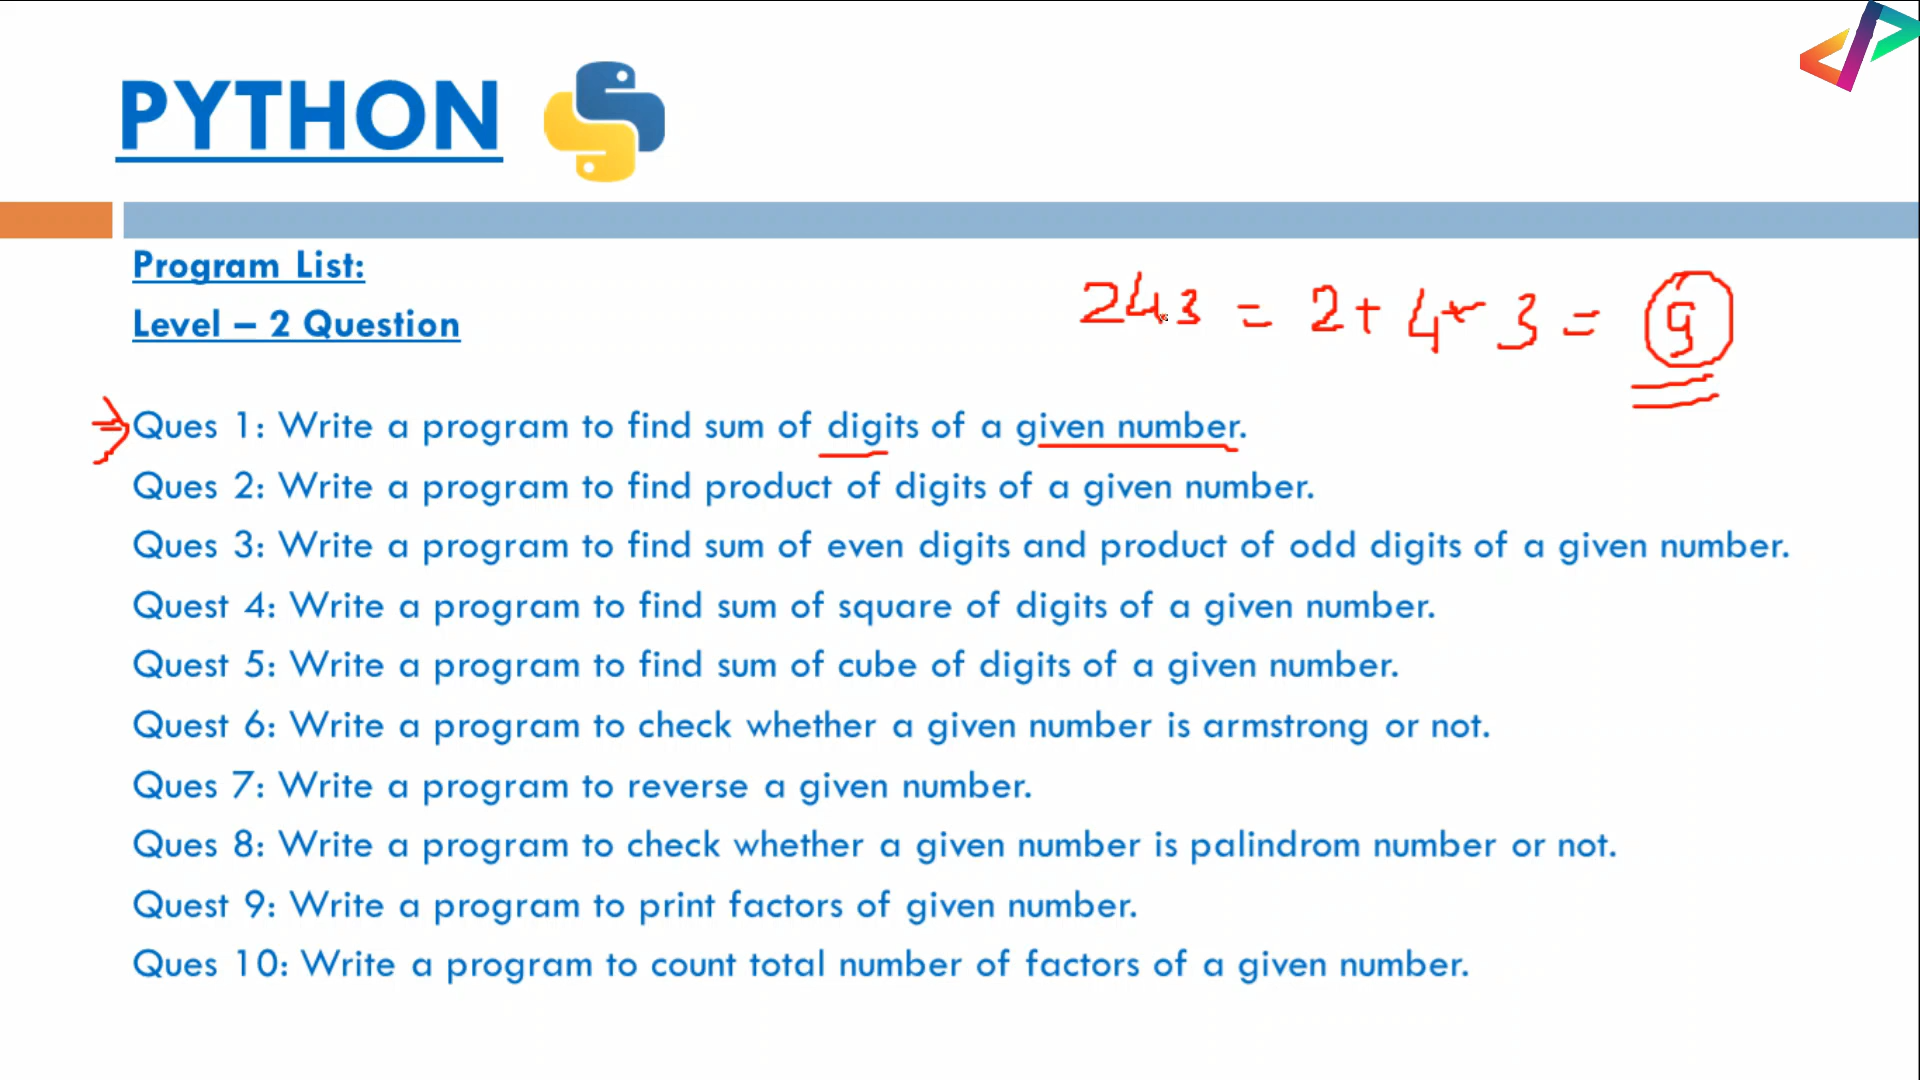 PYTHON
Program List:
Level – 2 Question
243 = 2+ 4+ 3 = 9
Ques 1: Write a program to find sum of digits of a given number.
Ques 2: Write a program to find product of digits of a given number.
Ques 3: Write a program to find sum of even digits and product of odd digits of a given number.
Quest 4: Write a program to find sum of square of digits of a given number.
Quest 5: Write a program to find sum of cube of digits of a given number.
Quest 6: Write a program to check whether a given number is armstrong or not.
Ques 7: Write a program to reverse a given number.
Ques 8: Write a program to check whether a given number is palindrom number or not.
Quest 9: Write a program to print factors of given number.
Ques 10: Write a program to count total number of factors of a given number.